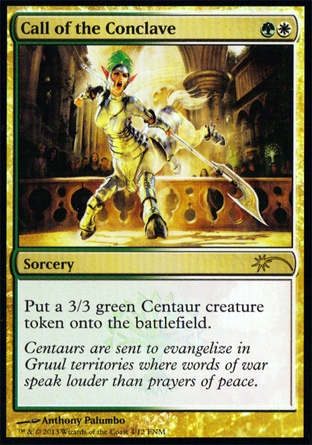 Call of the Conclave
Sorcery
Put a 3/3 green Centaur creature
token onto the battlefield.
Centaurs are sent to evangelize in
Gruul territories where words of war
speak louder than prayers of peace.
Anthony Palumbo
™ & © 2013 Wizards of the Coast 4/12 FNM